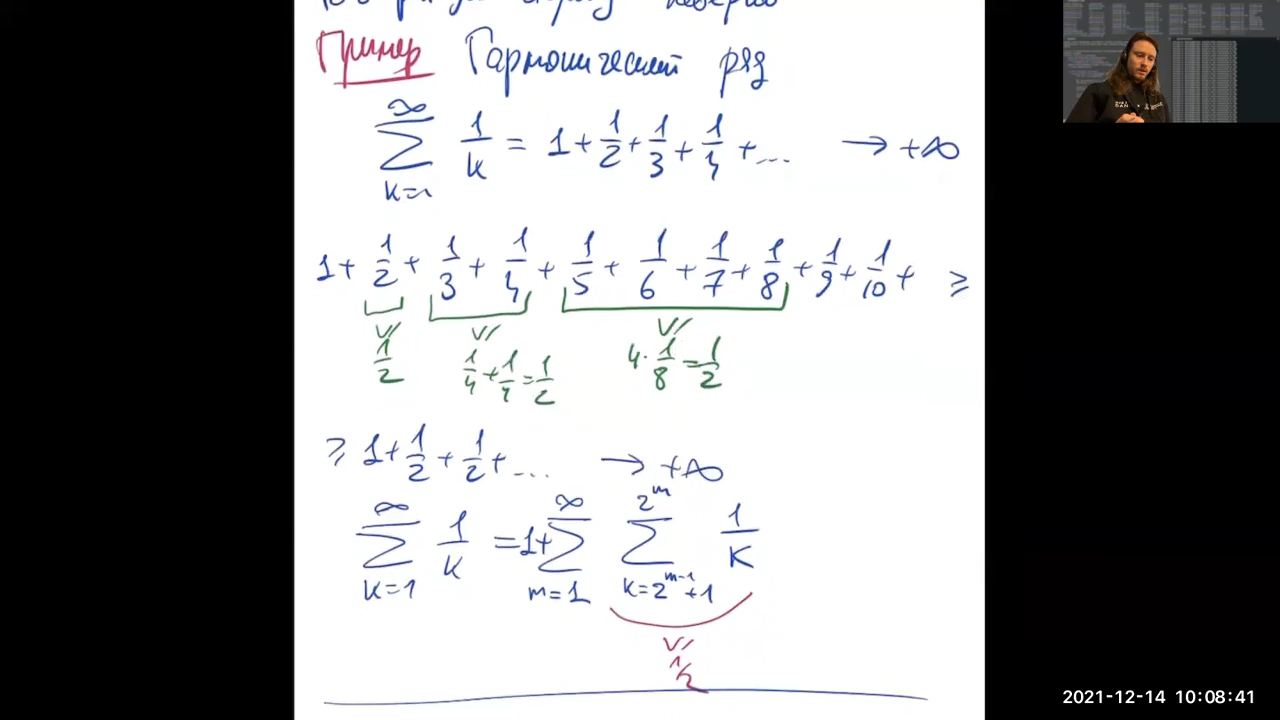 Пример Гармонический ряд
∞ ∑ k=1 1/k = 1 + 1/2 + 1/3 + 1/4 + ... → +∞
1 + 1/2 + 1/3 + 1/4 + 1/5 + 1/6 + 1/7 + 1/8 + 1/9 + 1/10 + ≥
≥ 1/2 ≥ 1/4 + 1/4 = 1/2 ≥ 4 · 1/8 = 1/2
≥ 1 + 1/2 + 1/2 + ... → +∞
∞ ∑ k=1 1/k = 1 + ∞ ∑ m=1 2^m ∑ k=2^{m-1}+1 1/k
≥ 1/2
2021-12-14 10:08:41